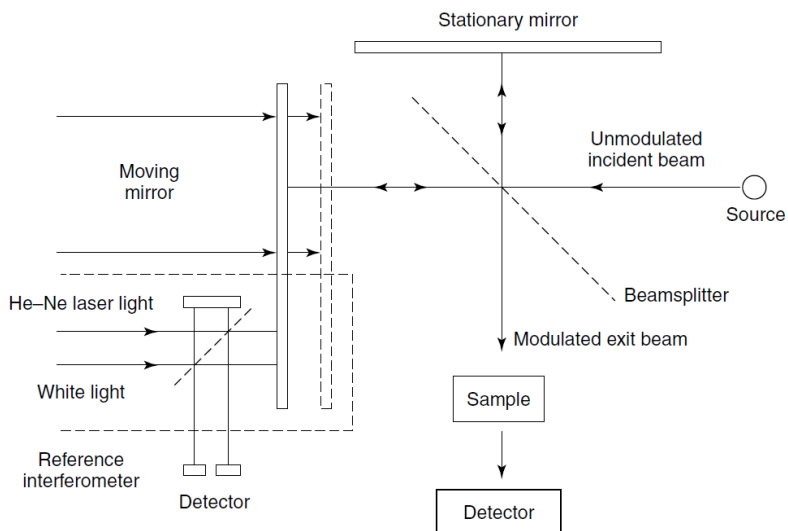 Stationary mirror
Unmodulated
incident beam
Moving
mirror
Source
Beamsplitter
He–Ne laser light
Modulated exit beam
White light
Sample
Reference
interferometer
Detector
Detector